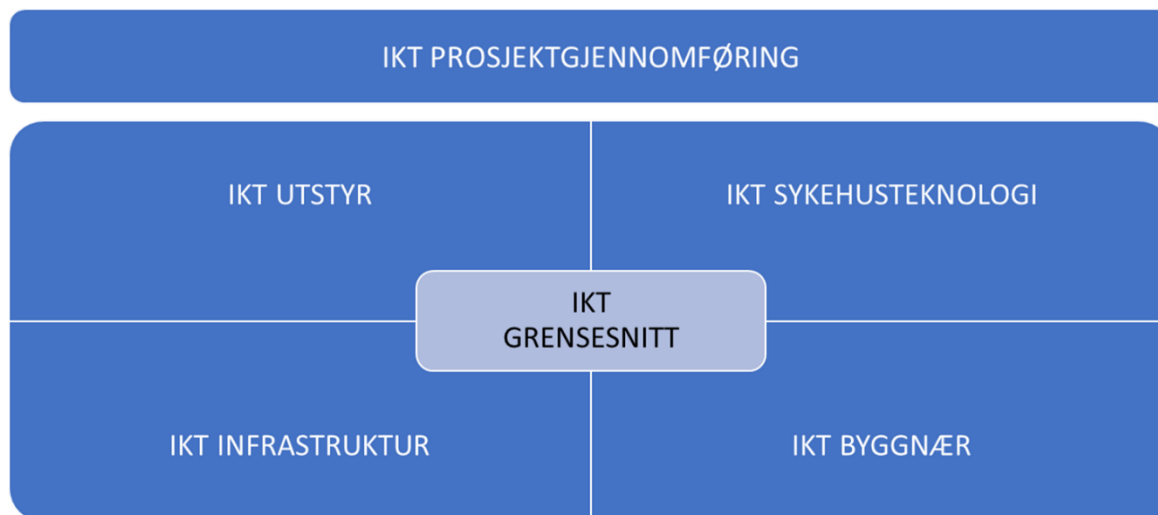 IKT PROSJEKTGJENNOMFØRING
IKT UTSTYR
IKT SYKEHUSTEKNOLOGI
IKT
GRENSESNITT
IKT INFRASTRUKTUR
IKT BYGGNÆR